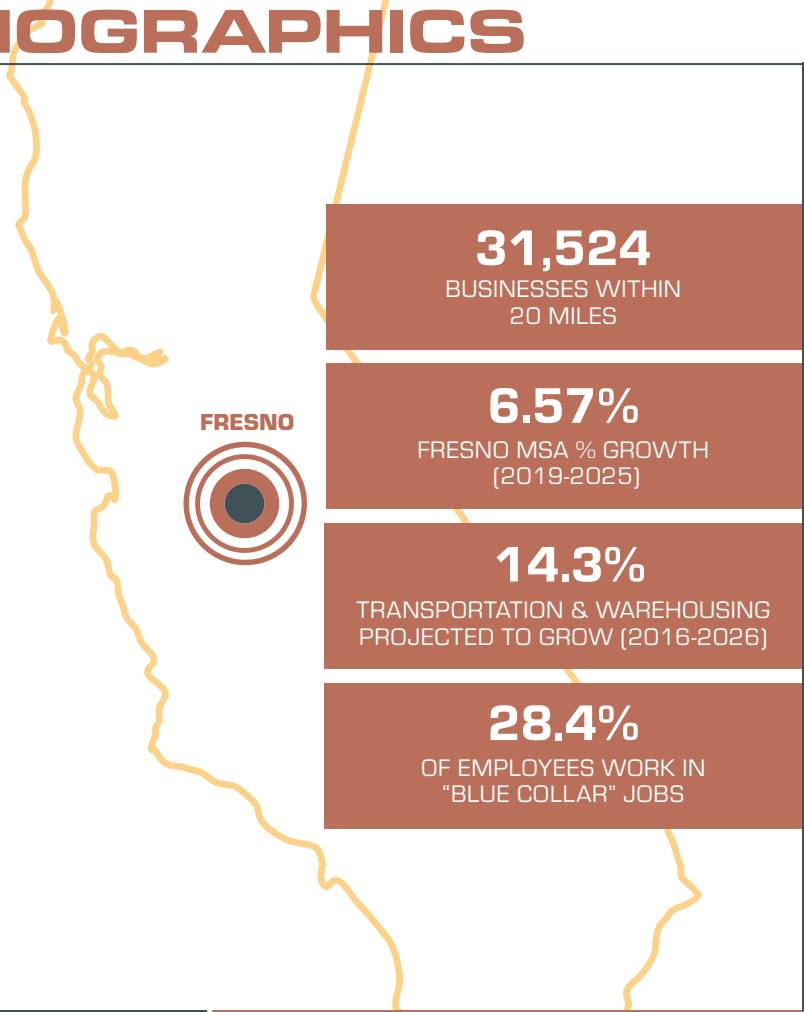 IOGRAPHICS
31,524
BUSINESSES WITHIN
20 MILES
6.57%
FRESNO MSA % GROWTH
(2019-2025)
FRESNO
14.3%
TRANSPORTATION & WAREHOUSING
PROJECTED TO GROW (2016-2026)
28.4%
OF EMPLOYEES WORK IN
“BLUE COLLAR” JOBS